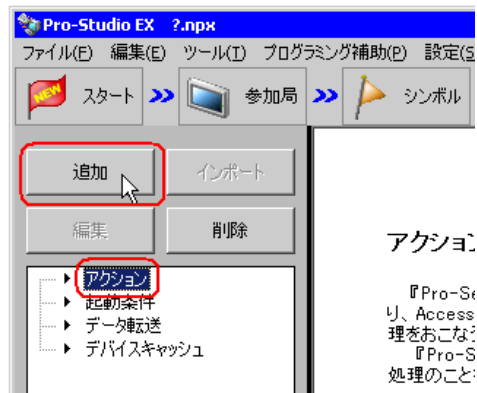 Pro-Studio EX ?.npx
ファイル(F) 編集(E) ツール(T) プログラミング補助(P) 設定(S
NEW スタート 参加局 シンボル
追加 インポート
編集 削除
アクション
起動条件
データ転送
デバイスキャッシュ
アクション
『Pro-Se
り、Access
理をおこなう
『Pro-S
処理のこと